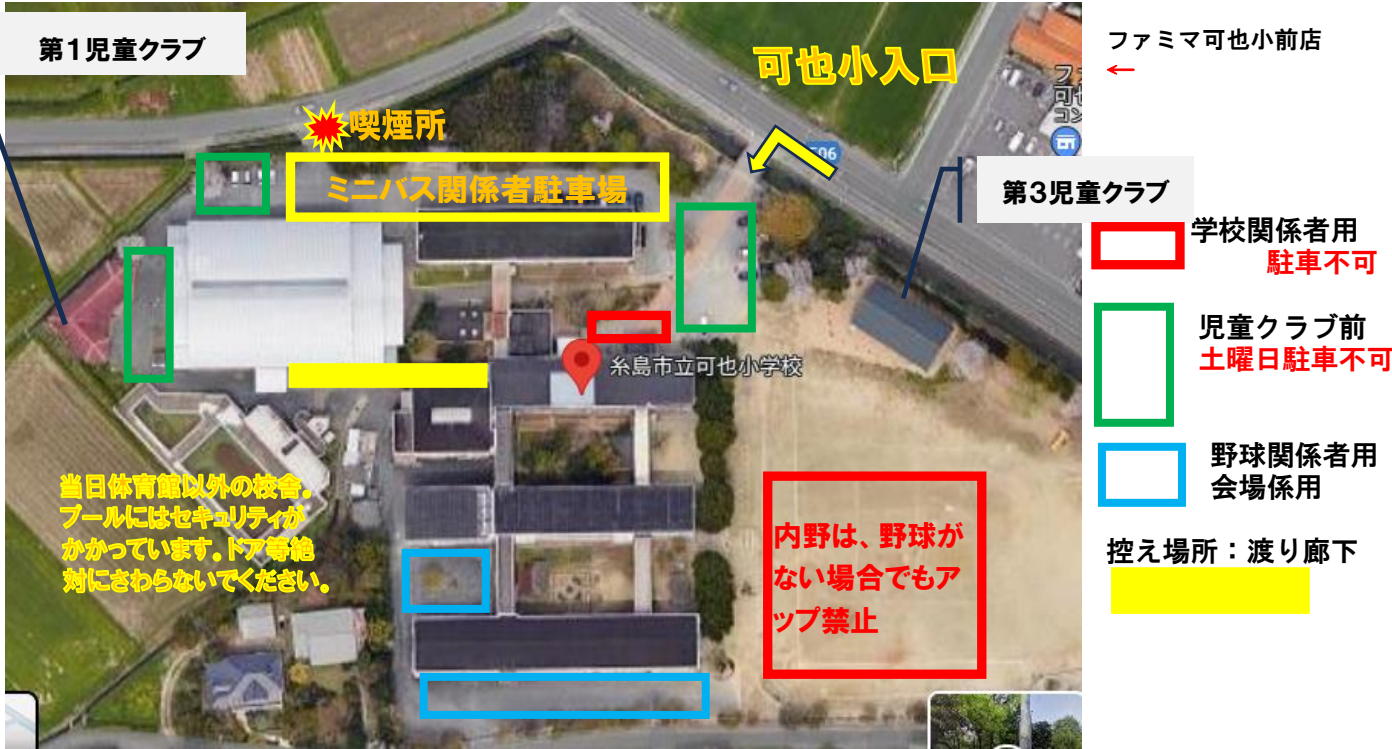 第1児童クラブ
可也小入口
ファミマ可也小前店
←
喫煙所
ミニバス関係者駐車場
第3児童クラブ
学校関係者用
駐車不可
児童クラブ前
土曜日駐車不可
糸島市立可也小学校
野球関係者用
会場係用
当日体育館以外の校舎。
プールにはセキュリティが
かかっています。ドア等絶
対にさわらないでください。
内野は、野球が
ない場合でもア
ップ禁止
控え場所：渡り廊下